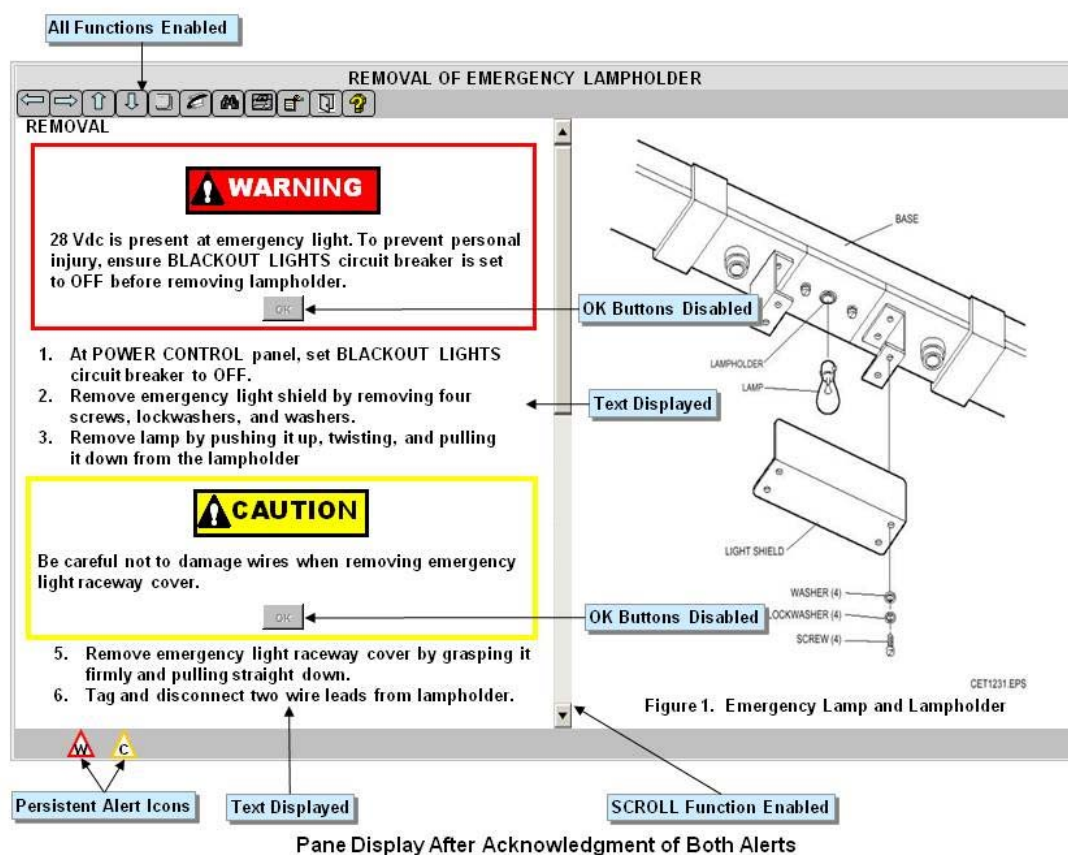 All Functions Enabled
REMOVAL OF EMERGENCY LAMPHOLDER
?
REMOVAL
! WARNING
28 Vdc is present at emergency light. To prevent personal
injury, ensure BLACKOUT LIGHTS circuit breaker is set
to OFF before removing lampholder.
OK
OK Buttons Disabled
1. At POWER CONTROL panel, set BLACKOUT LIGHTS
circuit breaker to OFF.
2. Remove emergency light shield by removing four
screws, lockwashers, and washers.
3. Remove lamp by pushing it up, twisting, and pulling
it down from the lampholder
Text Displayed
! CAUTION
Be careful not to damage wires when removing emergency
light raceway cover.
OK
OK Buttons Disabled
5. Remove emergency light raceway cover by grasping it
firmly and pulling straight down.
6. Tag and disconnect two wire leads from lampholder.
BASE
LAMPHOLDER
LAMP
LIGHT SHIELD
WASHER (4)
LOCKWASHER (4)
SCREW (4)
CET1231.EPS
Figure 1. Emergency Lamp and Lampholder
W
C
Persistent Alert Icons
Text Displayed
SCROLL Function Enabled
Pane Display After Acknowledgment of Both Alerts